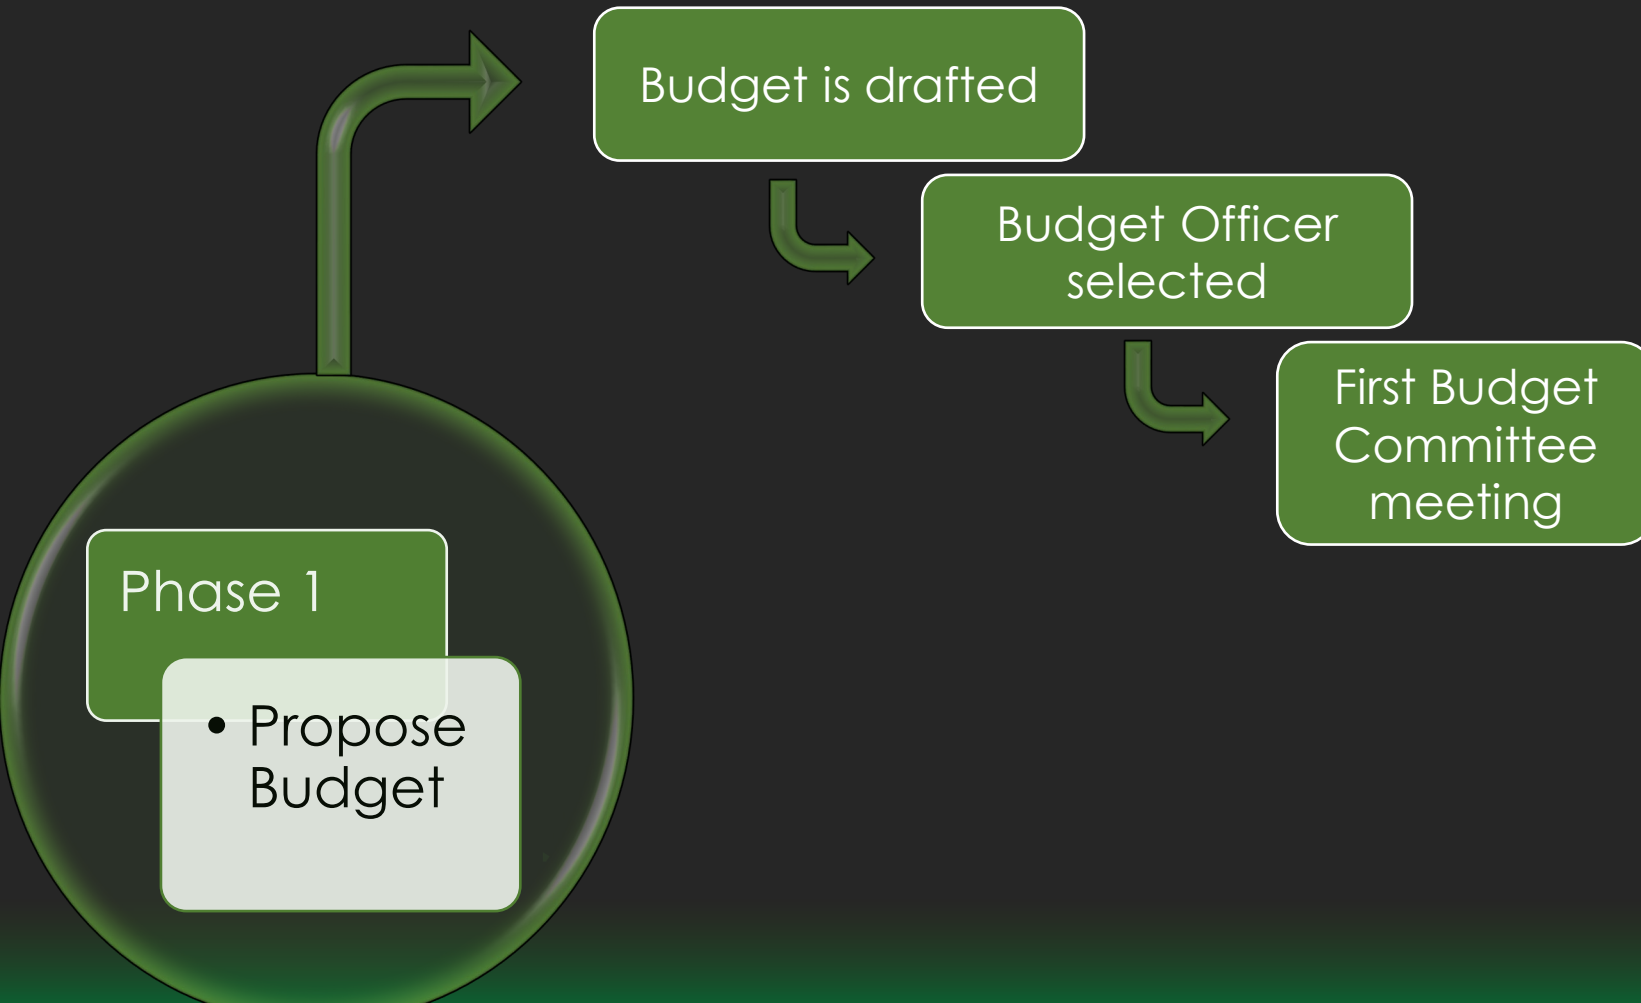 Budget is drafted
Budget Officer
selected
First Budget
Committee
meeting
Phase 1
• Propose
Budget